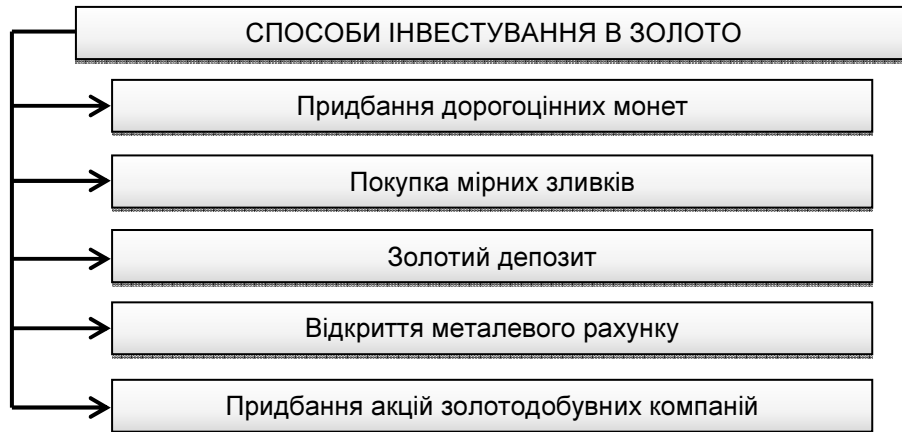 СПОСОБИ ІНВЕСТУВАННЯ В ЗОЛОТО
Придбання дорогоцінних монет
Покупка мірних зливків
Золотий депозит
Відкриття металевого рахунку
Придбання акцій золотодобувних компаній